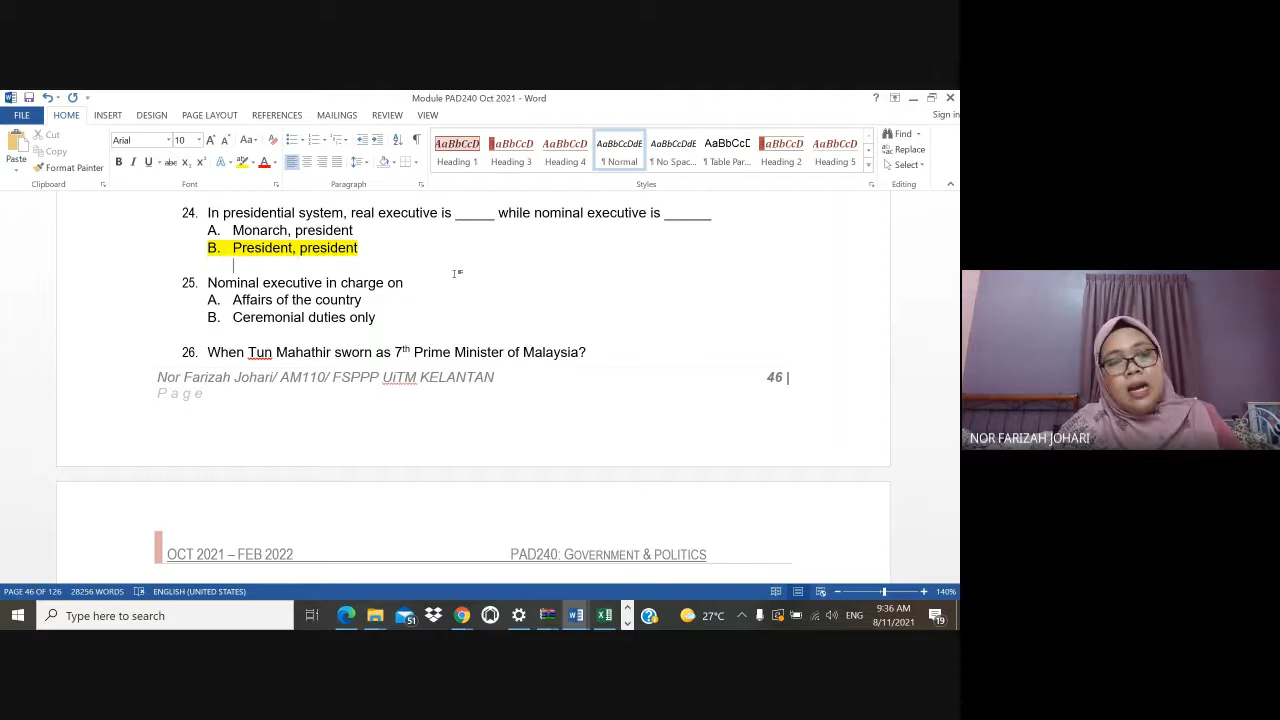 Module PAD240 Oct 2021 - Word
Sign in
FILE HOME INSERT DESIGN PAGE LAYOUT REFERENCES MAILINGS REVIEW VIEW
Cut
Copy
Format Painter
Paste
Clipboard
Arial 10
Font
Paragraph
AaBbCcD AaBbCcD AaBbCcD AaBbCcDdE AaBbCcDdE AaBbCc AaBbCcD AaBbCcD
Heading 1 Heading 3 Heading 4 ¶ Normal ¶ No Spac... ¶ Table Par... Heading 2 Heading 5
Styles
Find
Replace
Select
Editing
24. In presidential system, real executive is _____ while nominal executive is ______
A. Monarch, president
B. President, president
25. Nominal executive in charge on
A. Affairs of the country
B. Ceremonial duties only
26. When Tun Mahathir sworn as 7th Prime Minister of Malaysia?
Nor Farizah Johari/ AM110/ FSPPP UiTM KELANTAN 46 |
P a g e
OCT 2021 – FEB 2022 PAD240: GOVERNMENT & POLITICS
PAGE 46 OF 126 28256 WORDS ENGLISH (UNITED STATES) 140%
Type here to search
51
27°C
ENG
9:36 AM
8/11/2021
19
NOR FARIZAH JOHARI